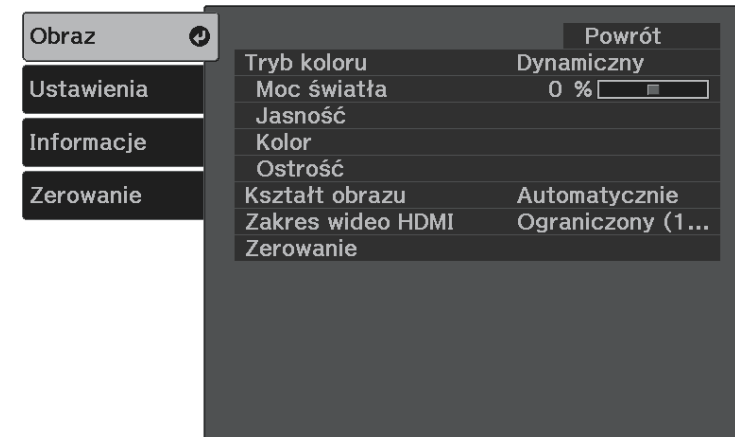 Obraz
Ustawienia
Informacje
Zerowanie
Powrót
Tryb koloru Dynamiczny
Moc światła 0 %
Jasność
Kolor
Ostrość
Kształt obrazu Automatycznie
Zakres wideo HDMI Ograniczony (1...
Zerowanie